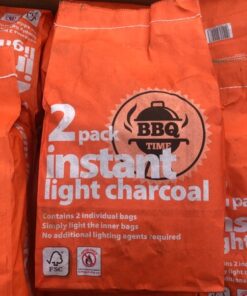 BBQ
TIME
2 pack
instant
light charcoal
Contains 2 individual bags
Simply light the inner bags
No additional lighting agents required
FSC